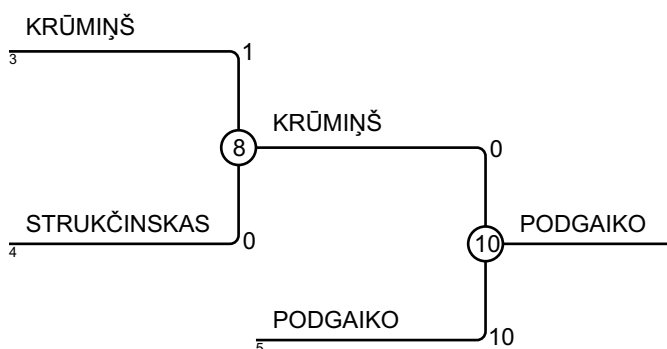 KRŪMIŅŠ
3
1
8
KRŪMIŅŠ
0
STRUKČINSKAS
4
0
10
PODGAIKO
PODGAIKO
5
10